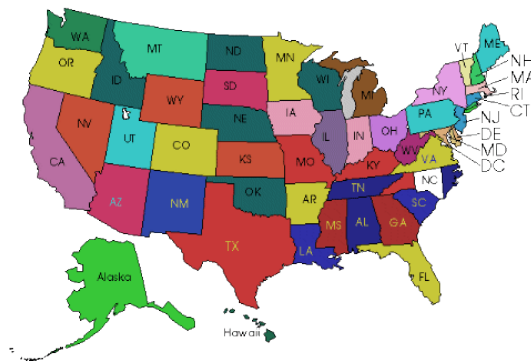 WA
MT
ND
MN
ME
VT
NH
OR
ID
SD
WI
MI
NY
MA
RI
CT
WY
NE
IA
PA
NJ
NV
UT
CO
KS
IL
IN
OH
WV
DE
MD
DC
CA
MO
KY
VA
AZ
NM
OK
AR
TN
NC
SC
TX
LA
MS
AL
GA
FL
Alaska
Hawaii